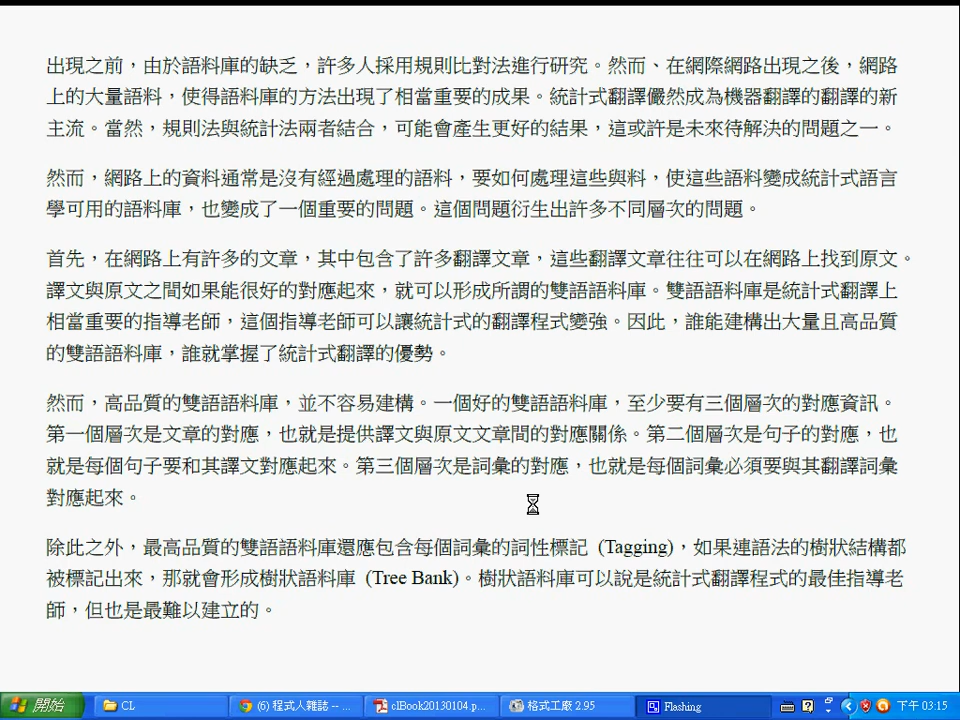 出現之前，由於語料庫的缺乏，許多人採用規則比對法進行研究。然而、在網際網路出現之後，網路
上的大量語料，使得語料庫的方法出現了相當重要的成果。統計式翻譯儼然成為機器翻譯的翻譯的新
主流。當然，規則法與統計法兩者結合，可能會產生更好的結果，這或許是未來待解決的問題之一。
然而，網路上的資料通常是沒有經過處理的語料，要如何處理這些與料，使這些語料變成統計式語言
學可用的語料庫，也變成了一個重要的問題。這個問題衍生出許多不同層次的問題。
首先，在網路上有許多的文章，其中包含了許多翻譯文章，這些翻譯文章往往可以在網路上找到原文。
譯文與原文之間如果能很好的對應起來，就可以形成所謂的雙語語料庫。雙語語料庫是統計式翻譯上
相當重要的指導老師，這個指導老師可以讓統計式的翻譯程式變強。因此，誰能建構出大量且高品質
的雙語語料庫，誰就掌握了統計式翻譯的優勢。
然而，高品質的雙語語料庫，並不容易建構。一個好的雙語語料庫，至少要有三個層次的對應資訊。
第一個層次是文章的對應，也就是提供譯文與原文文章間的對應關係。第二個層次是句子的對應，也
就是每個句子要和其譯文對應起來。第三個層次是詞彙的對應，也就是每個詞彙必須要與其翻譯詞彙
對應起來。
除此之外，最高品質的雙語語料庫還應包含每個詞彙的詞性標記 (Tagging)，如果連語法的樹狀結構都
被標記出來，那就會形成樹狀語料庫 (Tree Bank)。樹狀語料庫可以說是統計式翻譯程式的最佳指導老
師，但也是最難以建立的。
開始 CL (6) 程式人雜誌 -- ... clBook20130104.p... 格式工廠 2.95 Flashing 下午 03:15